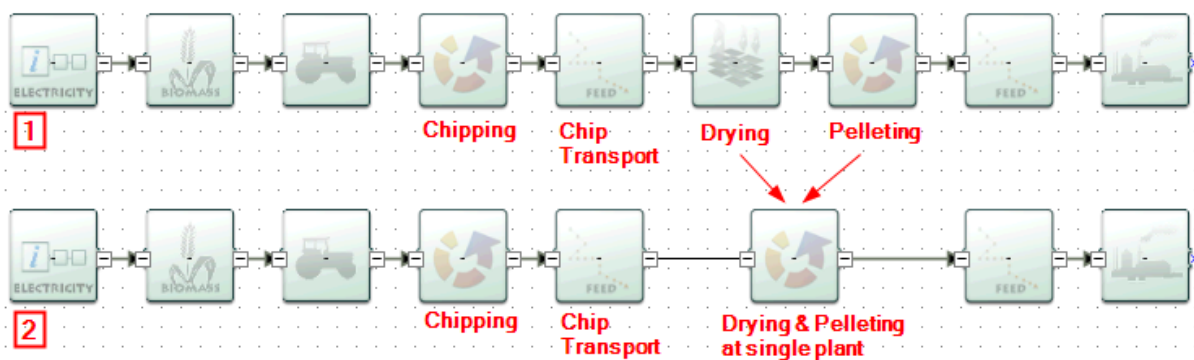 i
ELECTRICITY
BIOMASS
FEED
FEED
Chipping
Chip
Transport
Drying
Pelleting
1
i
ELECTRICITY
BIOMASS
FEED
FEED
Chipping
Chip
Transport
Drying & Pelleting
at single plant
2